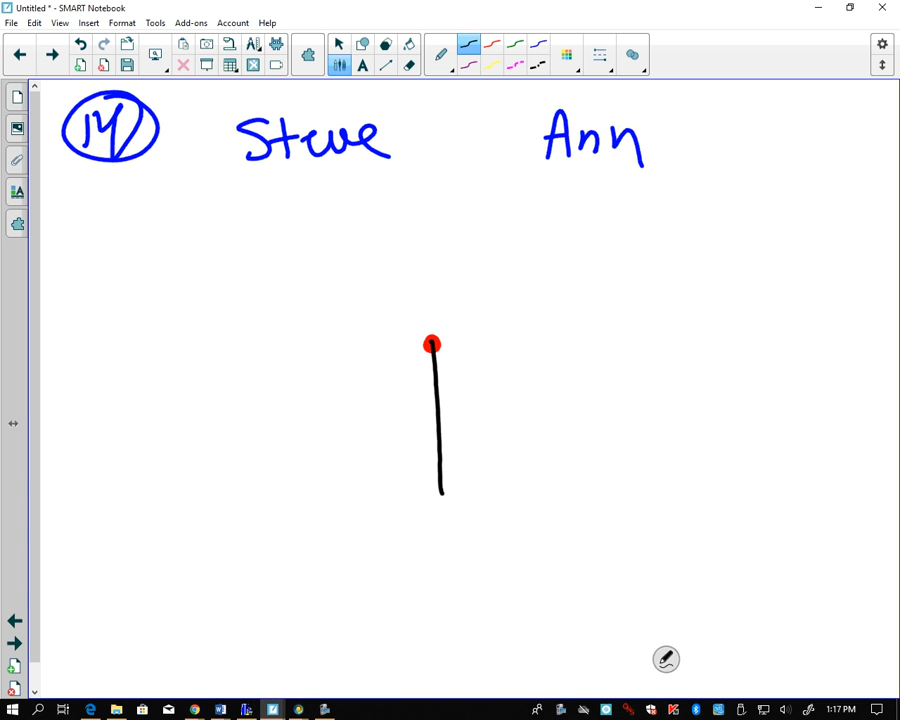 Untitled * - SMART Notebook
File Edit View Insert Format Tools Add-ons Account Help
14 Steve Ann
1:17 PM